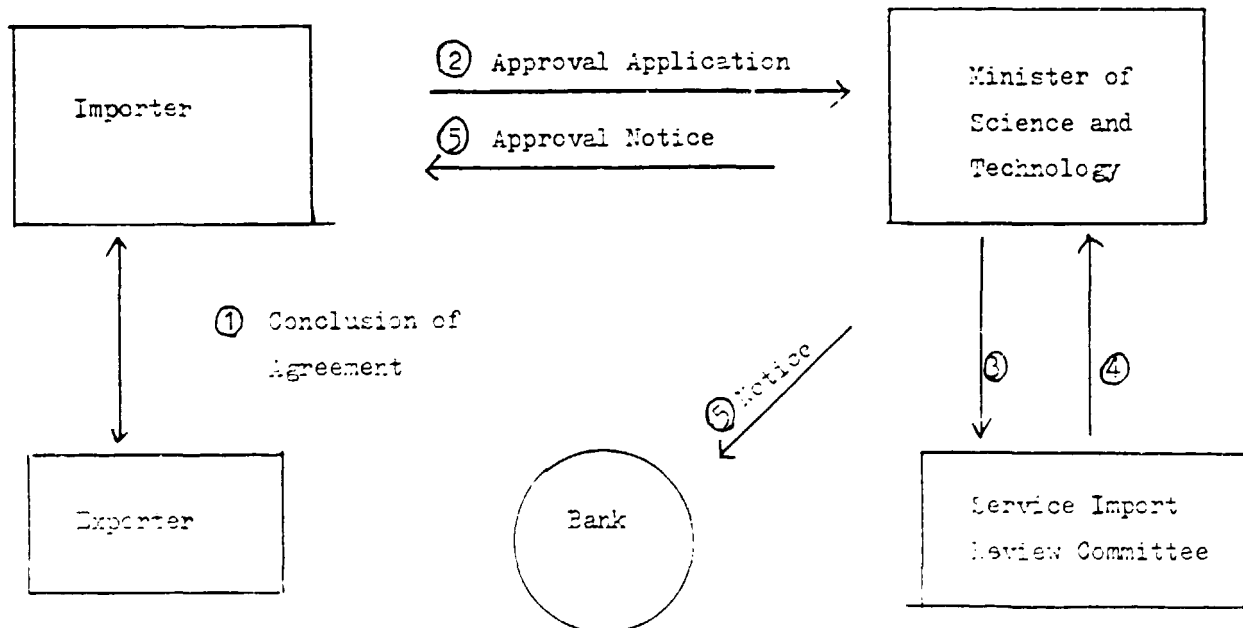 ② Approval Application
Importer
Minister of
Science and
Technology
⑤ Approval Notice
① Conclusion of
Agreement
③
④
⑤ Notice
Exporter
Bank
Service Import
Review Committee